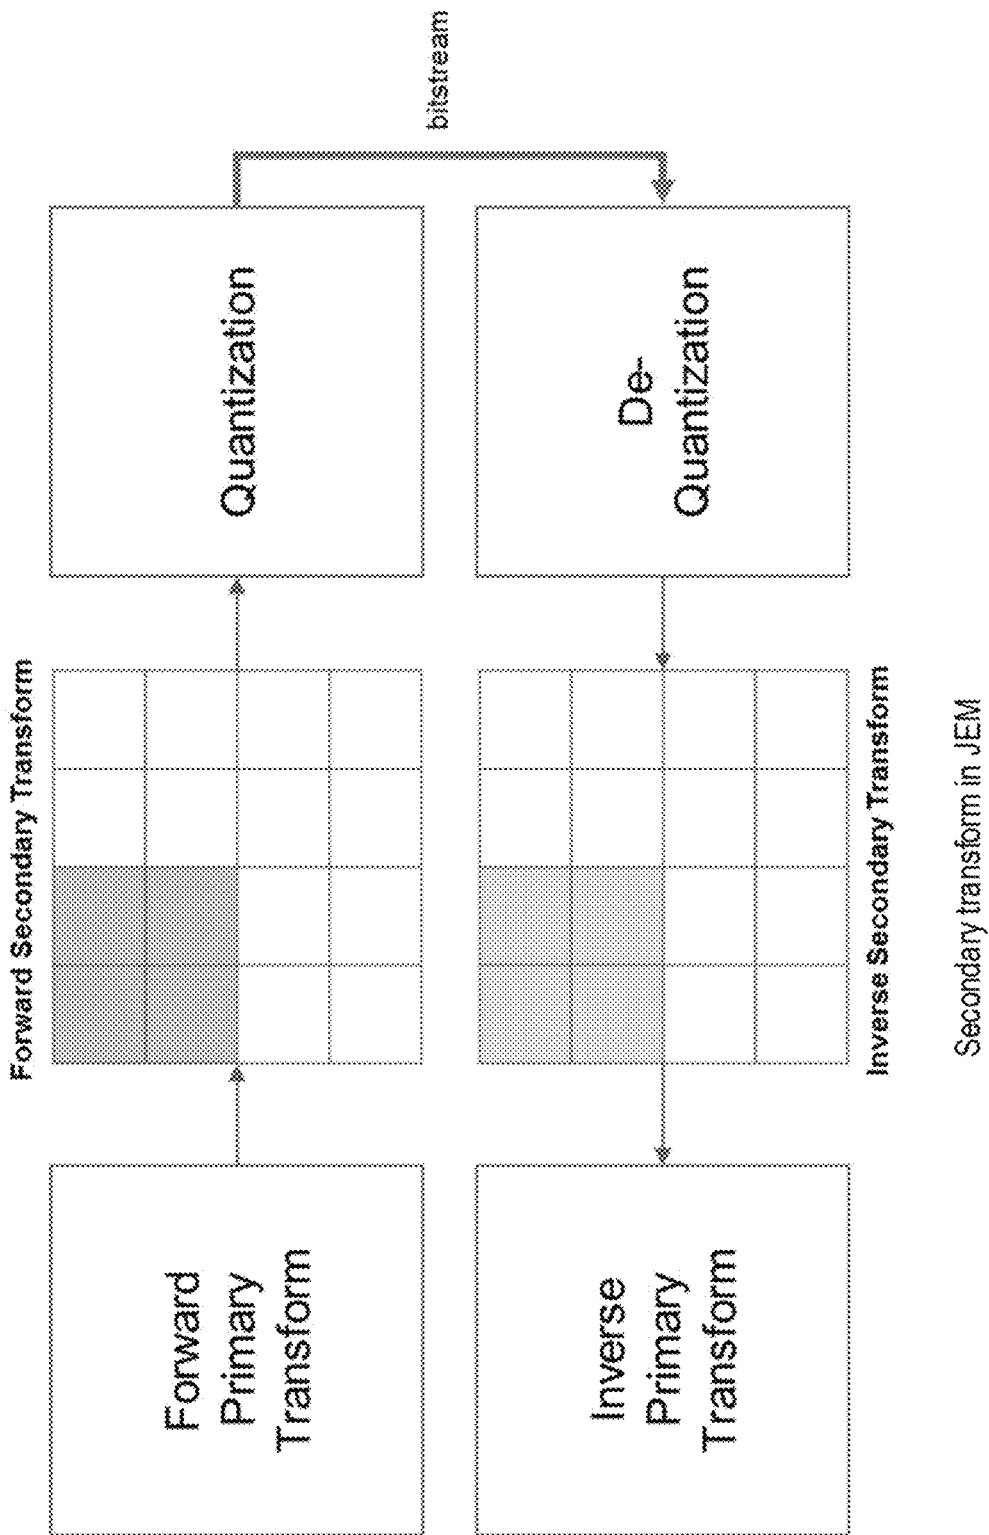 Forward Secondary Transform
Forward
Primary
Transform
Quantization
bitstream
Inverse
Primary
Transform
De-
Quantization
Inverse Secondary Transform
Secondary transform in JEM